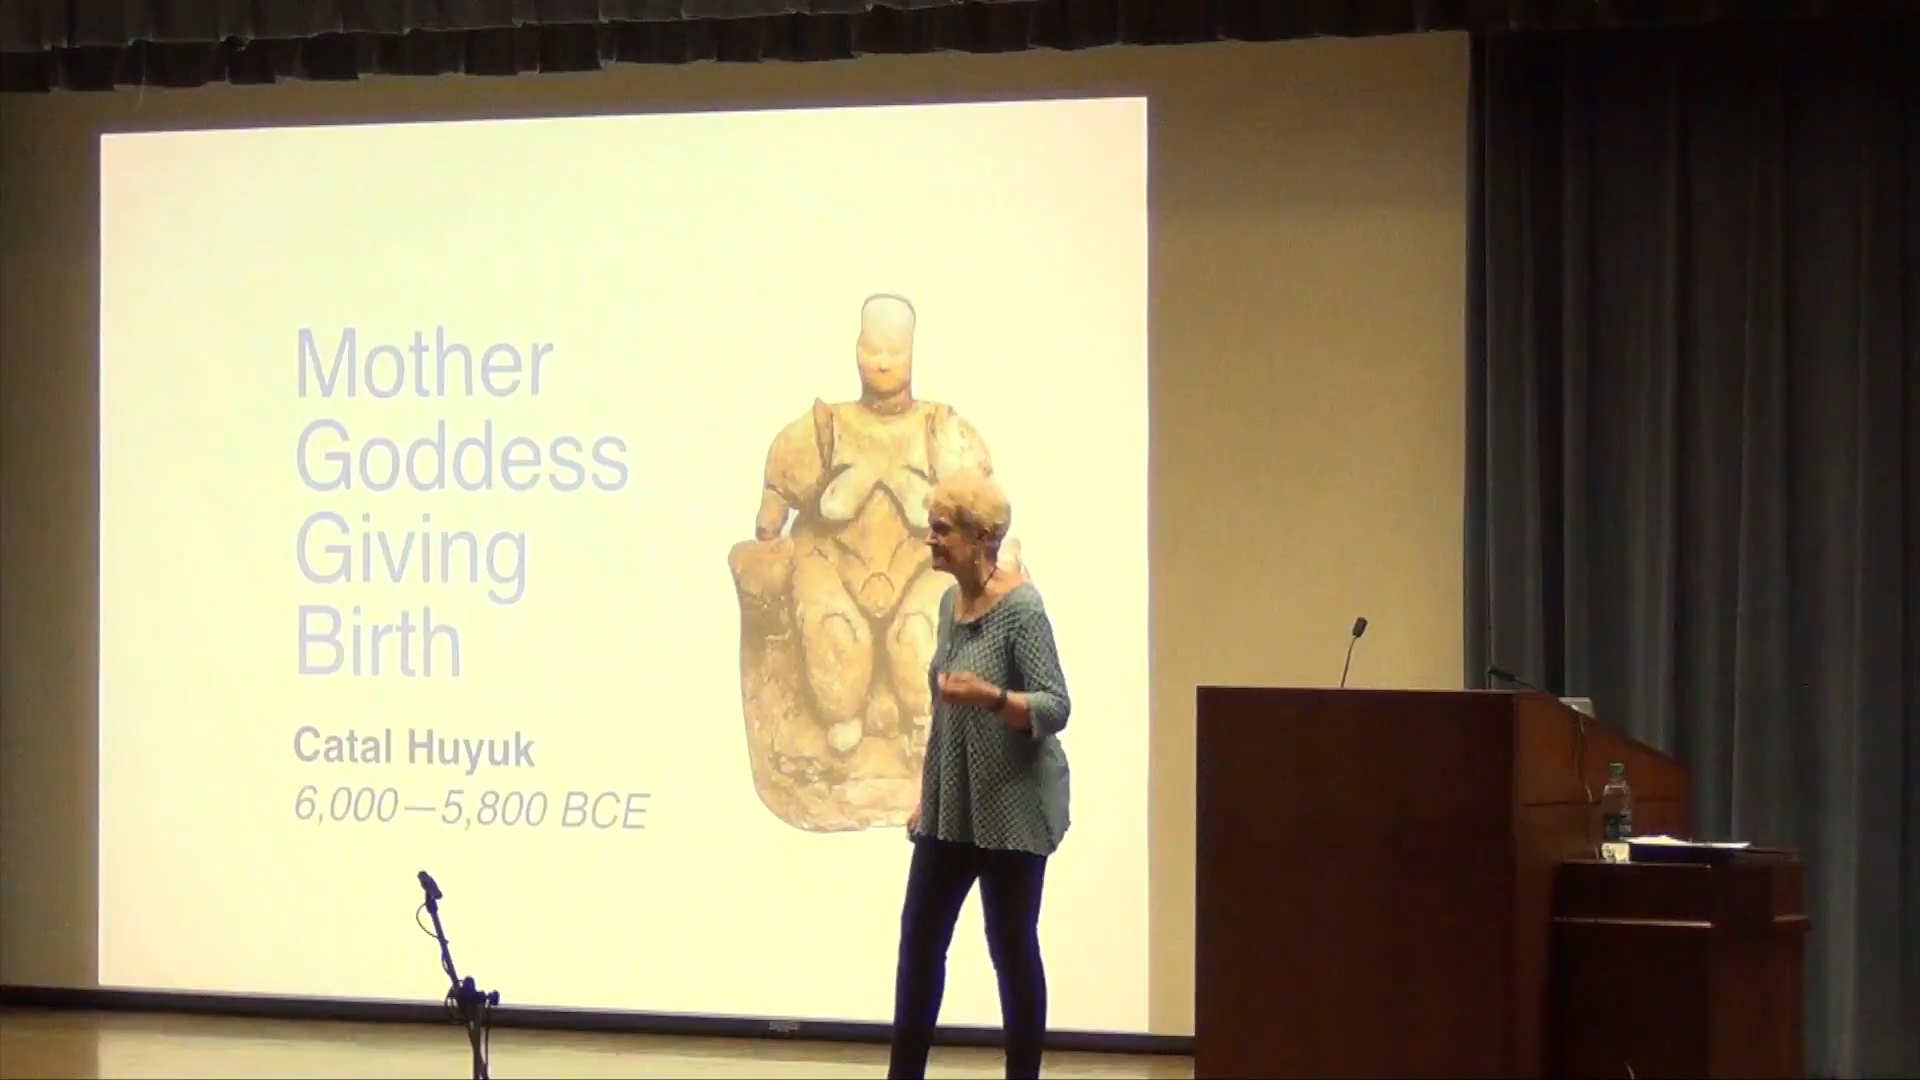 Mother
Goddess
Giving
Birth
Catal Huyuk
6,000—5,800 BCE